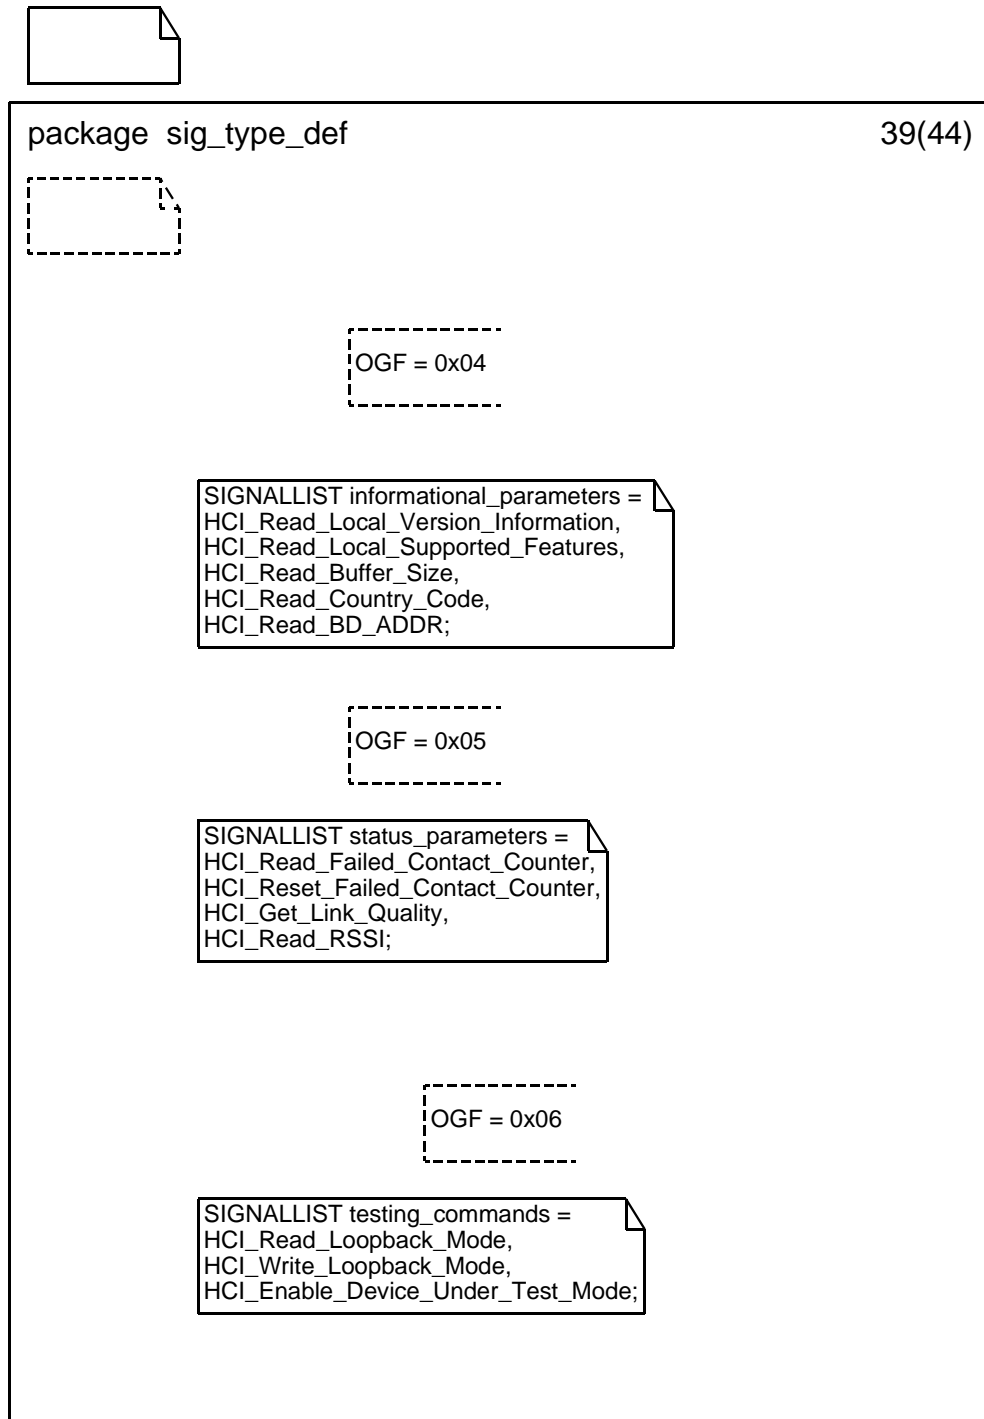 package sig_type_def 39(44)
OGF = 0x04
SIGNALLIST informational_parameters =
HCI_Read_Local_Version_Information,
HCI_Read_Local_Supported_Features,
HCI_Read_Buffer_Size,
HCI_Read_Country_Code,
HCI_Read_BD_ADDR;
OGF = 0x05
SIGNALLIST status_parameters =
HCI_Read_Failed_Contact_Counter,
HCI_Reset_Failed_Contact_Counter,
HCI_Get_Link_Quality,
HCI_Read_RSSI;
OGF = 0x06
SIGNALLIST testing_commands =
HCI_Read_Loopback_Mode,
HCI_Write_Loopback_Mode,
HCI_Enable_Device_Under_Test_Mode;